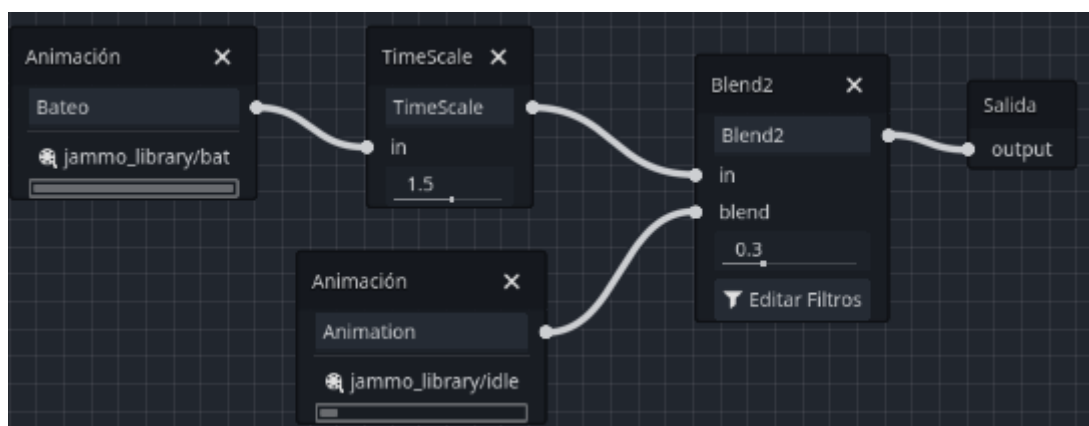 Animación
Bateo
jammo_library/bat
TimeScale
TimeScale
in
1.5
Animación
Animation
jammo_library/idle
Blend2
Blend2
in
blend
0.3
Editar Filtros
Salida
output